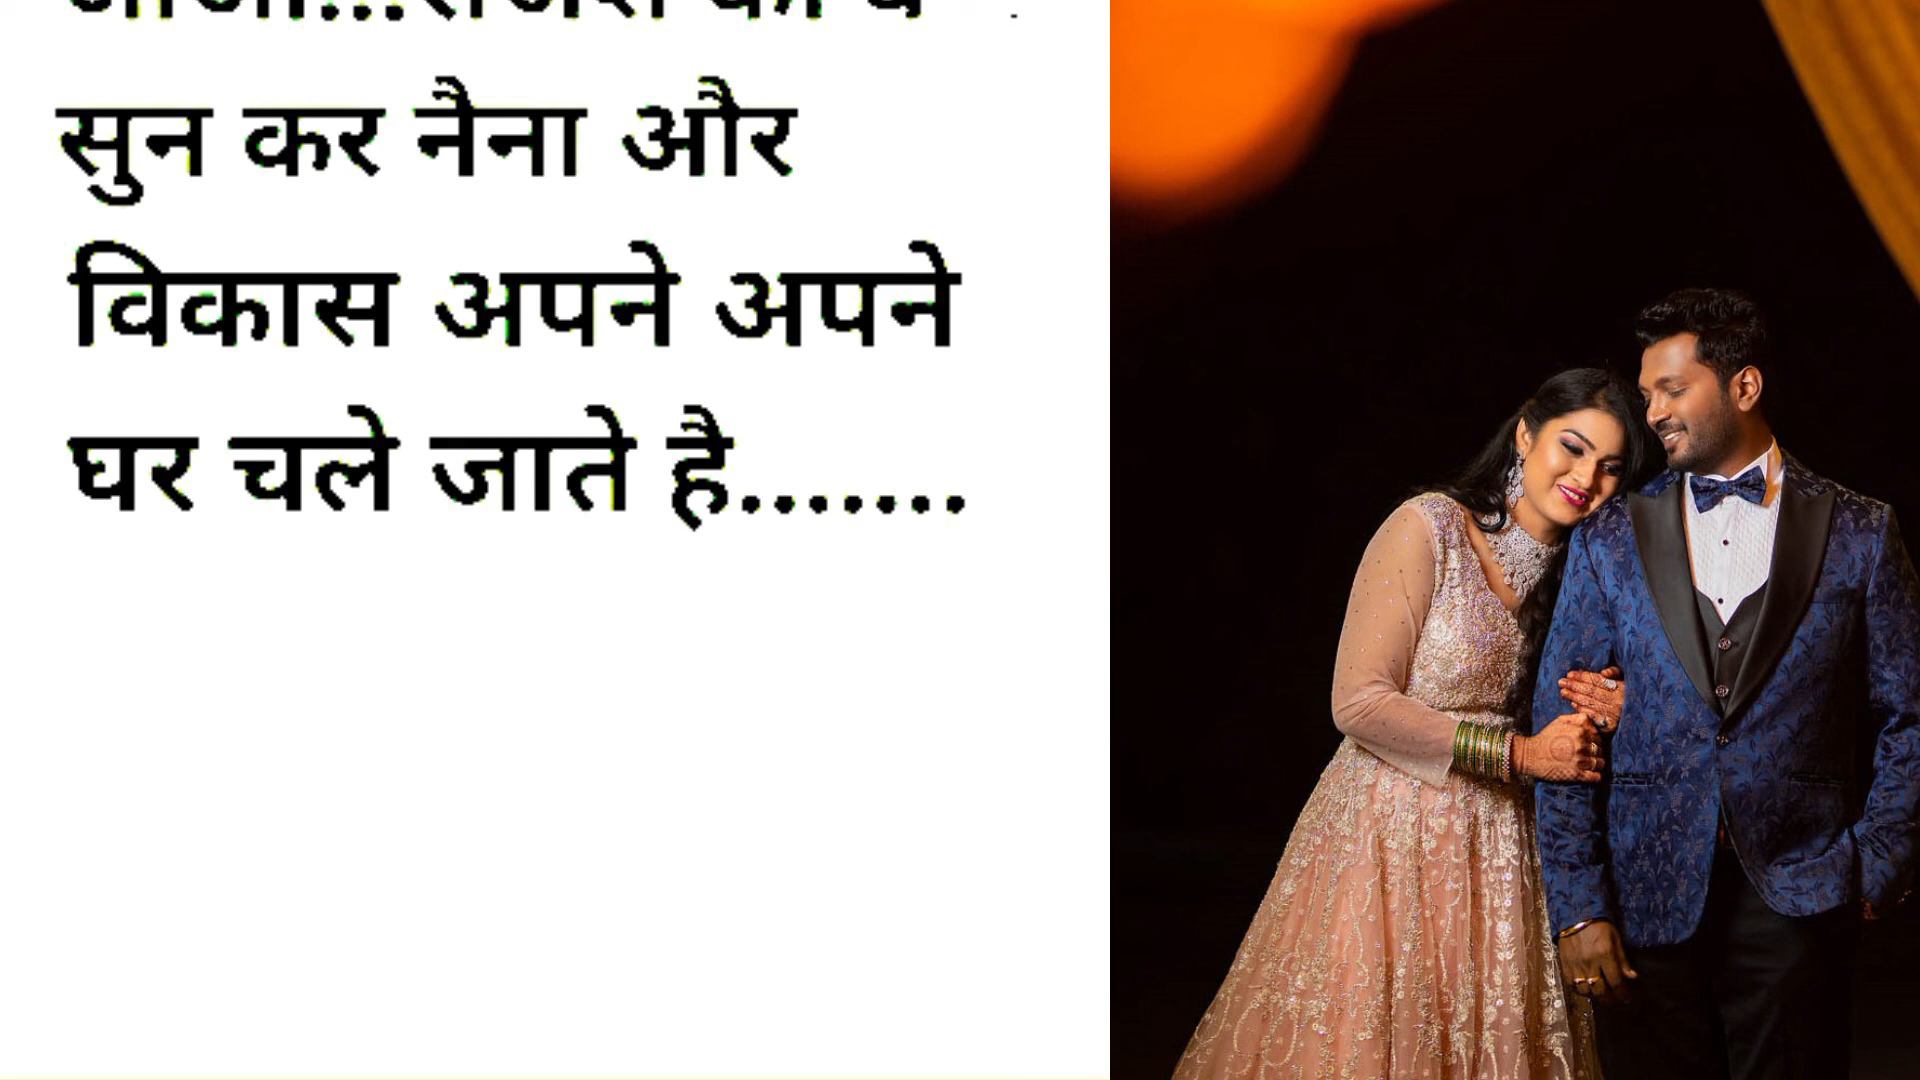 सुन कर नैना और
विकास अपने अपने
घर चले जाते है.......